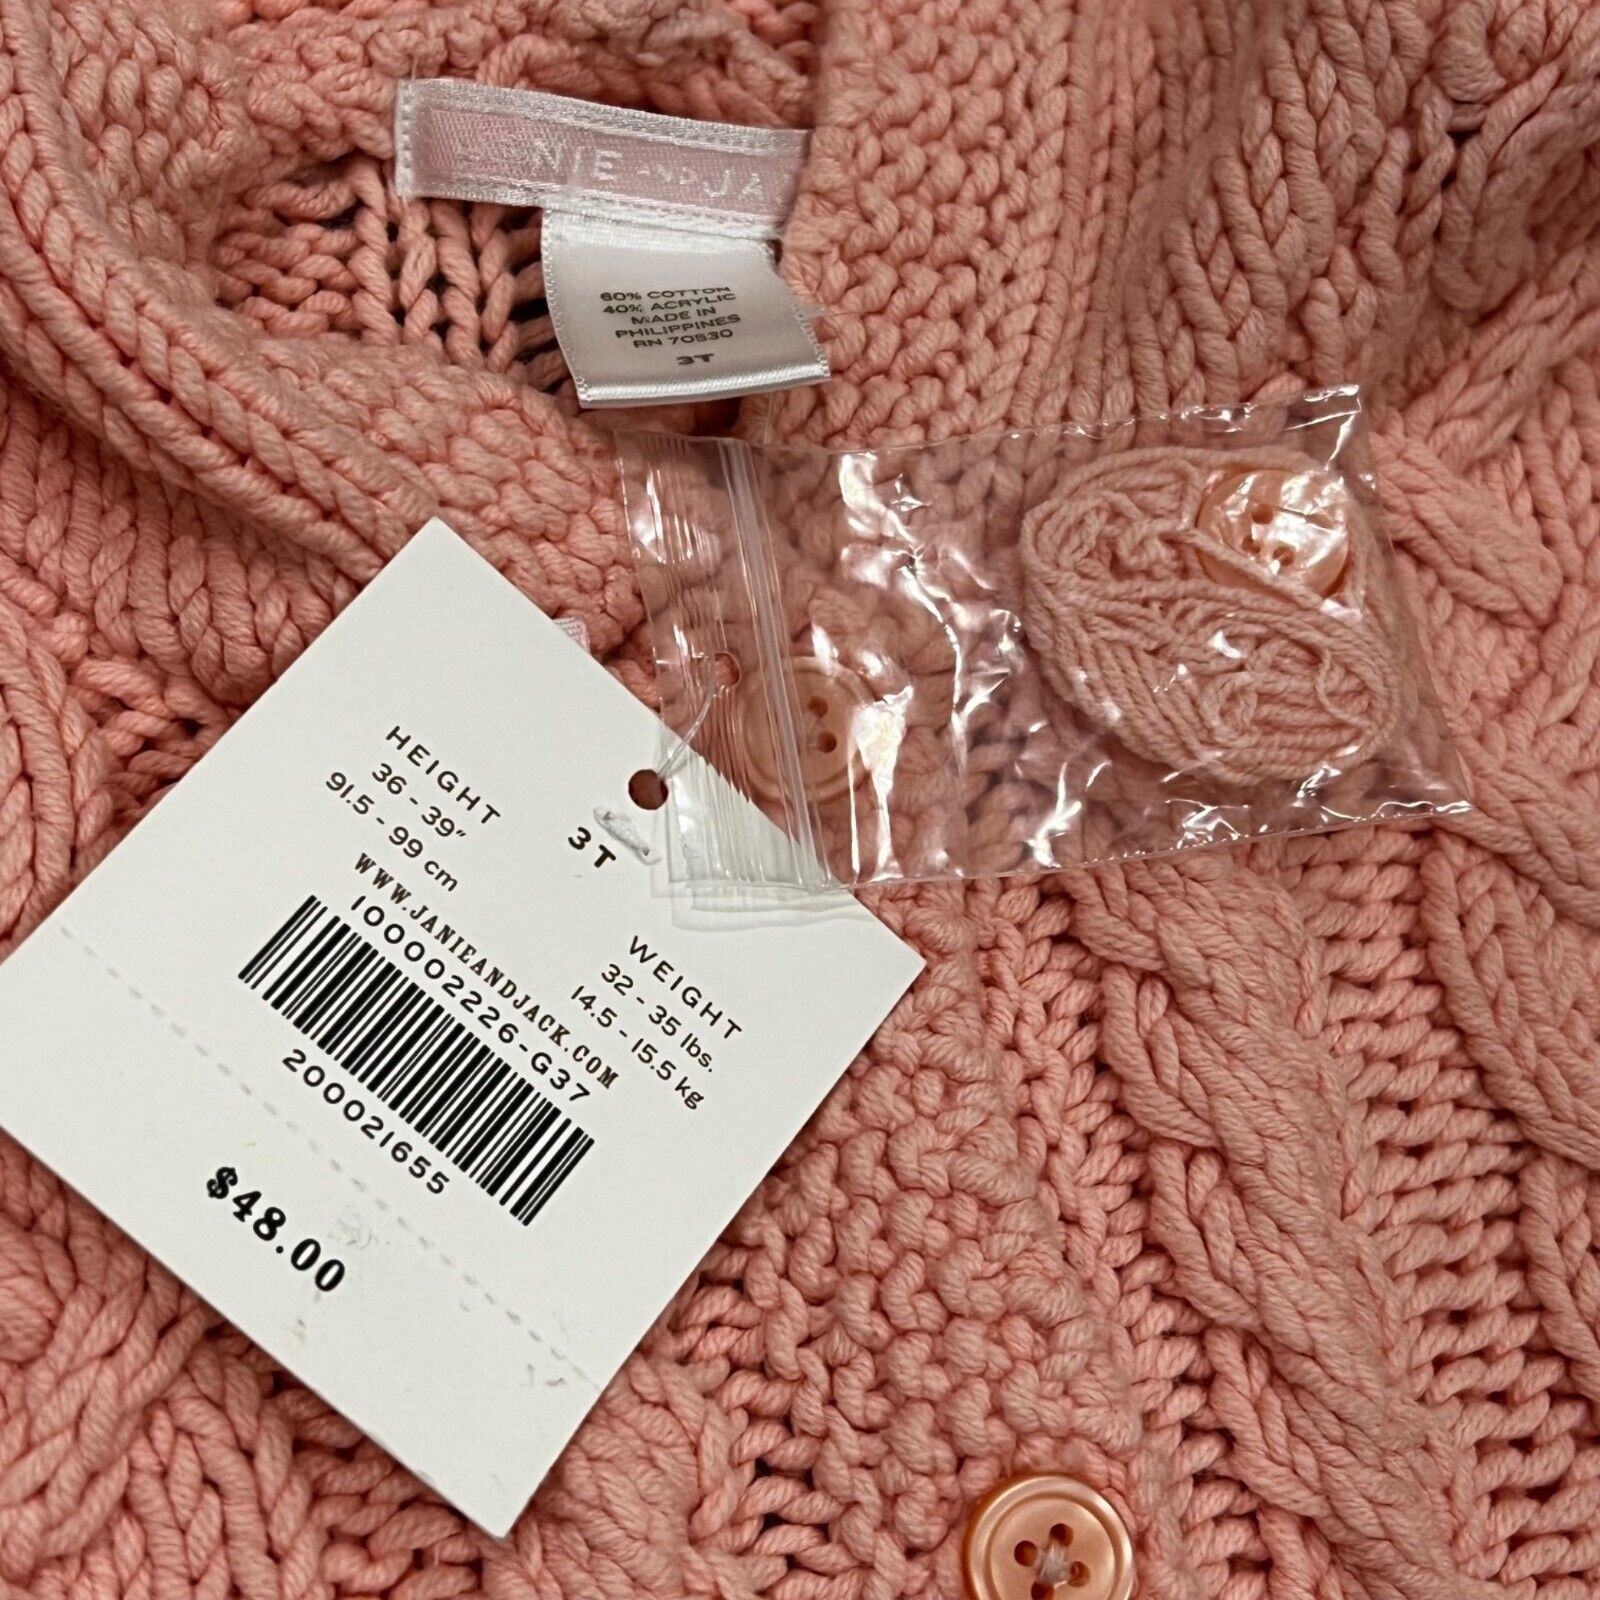 NIE AND JA
60% COTTON
40% ACRYLIC
MADE IN
PHILIPPINES
RN 70530
3T
3T
HEIGHT
36 - 39"
91.5 - 99 cm
WEIGHT
32 - 35 lbs.
14.5 - 15.5 kg
WWW.JANIEANDJACK.COM
100002226-G37
200021655
$48.00